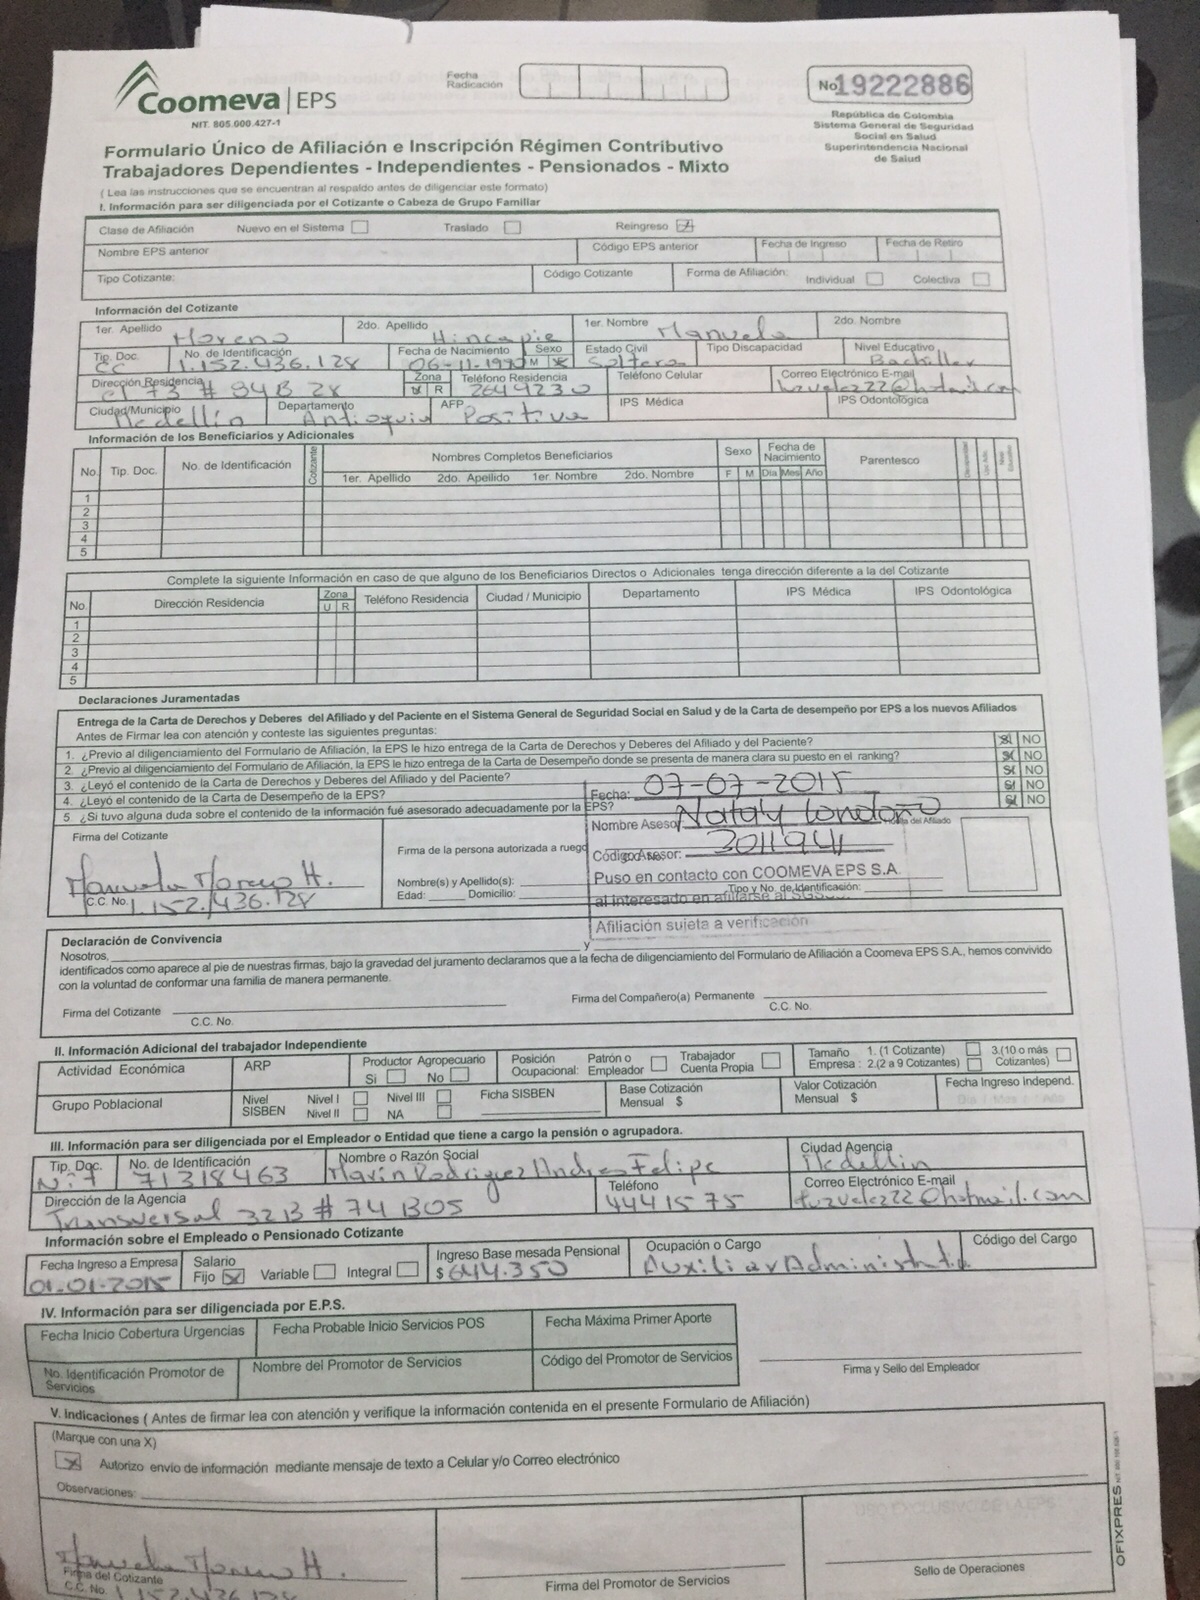 Coomeva | EPS
NIT. 805.000.427-1
Fecha Radicación
No 19222886
República de Colombia
Sistema General de Seguridad
Social en Salud
Superintendencia Nacional
de Salud
Formulario Único de Afiliación e Inscripción Régimen Contributivo
Trabajadores Dependientes - Independientes - Pensionados - Mixto
( Lea las instrucciones que se encuentran al respaldo antes de diligenciar este formato)
I. Información para ser diligenciada por el Cotizante o Cabeza de Grupo Familiar
Clase de Afiliación Nuevo en el Sistema Traslado Reingreso X
Nombre EPS anterior Código EPS anterior Fecha de Ingreso Fecha de Retiro
Tipo Cotizante: Código Cotizante Forma de Afiliación: Individual Colectiva
Información del Cotizante
1er. Apellido Moreno 2do. Apellido Hincapie 1er. Nombre Manuela 2do. Nombre
Tip. Doc. CC No. de Identificación 1.152.436.128 Fecha de Nacimiento 06-11-1990 Sexo M Estado Civil Soltera Tipo Discapacidad Nivel Educativo Bachiller
Dirección Residencia cl 73 # 94B 28 Zona U R Teléfono Residencia 2644230 Teléfono Celular Correo Electrónico E-mail luzvelez22@hotmail.com
Ciudad/Municipio Medellín Departamento Antioquia AFP Positiva IPS Médica IPS Odontológica
Información de los Beneficiarios y Adicionales
No. Tip. Doc. No. de Identificación Cotizante Nombres Completos Beneficiarios Sexo Fecha de Nacimiento Parentesco
1er. Apellido 2do. Apellido 1er. Nombre 2do. Nombre F M Día Mes Año
1
2
3
4
5
Complete la siguiente Información en caso de que alguno de los Beneficiarios Directos o Adicionales tenga dirección diferente a la del Cotizante
No. Dirección Residencia Zona U R Teléfono Residencia Ciudad / Municipio Departamento IPS Médica IPS Odontológica
1
2
3
4
5
Declaraciones Juramentadas
Entrega de la Carta de Derechos y Deberes del Afiliado y del Paciente en el Sistema General de Seguridad Social en Salud y de la Carta de desempeño por EPS a los nuevos Afiliados
Antes de Firmar lea con atención y conteste las siguientes preguntas:
1. ¿Previo al diligenciamiento del Formulario de Afiliación, la EPS le hizo entrega de la Carta de Derechos y Deberes del Afiliado y del Paciente? SI NO
2. ¿Previo al diligenciamiento del Formulario de Afiliación, la EPS le hizo entrega de la Carta de Desempeño donde se presenta de manera clara su puesto en el ranking? SI NO
3. ¿Leyó el contenido de la Carta de Derechos y Deberes del Afiliado y del Paciente? SI NO
4. ¿Leyó el contenido de la Carta de Desempeño de la EPS? SI NO
5 ¿Si tuvo alguna duda sobre el contenido de la información fué asesorado adecuadamente por la EPS? SI NO
Fecha: 07-07-2015
Nombre Asesor Nataly Londoño
Código Asesor: 3011941
Puso en contacto con COOMEVA EPS S.A.
al interesado en afiliarse al
Afiliación sujeta a verificación
Firma del Cotizante
Manuela Moreno H.
C.C. No. 1.152.436.128
Firma de la persona autorizada a ruego
Nombre(s) y Apellido(s):
Edad: Domicilio:
Tipo y No. de Identificación:
del Afiliado
Declaración de Convivencia
Nosotros, y
identificados como aparece al pie de nuestras firmas, bajo la gravedad del juramento declaramos que a la fecha de diligenciamiento del Formulario de Afiliación a Coomeva EPS S.A., hemos convivido
con la voluntad de conformar una familia de manera permanente.
Firma del Cotizante Firma del Compañero(a) Permanente
C.C. No. C.C. No.
II. Información Adicional del trabajador Independiente
Actividad Económica ARP Productor Agropecuario Si No Posición Ocupacional: Patrón o Empleador Trabajador Cuenta Propia Tamaño Empresa : 1. (1 Cotizante) 2.(2 a 9 Cotizantes) 3.(10 o más Cotizantes)
Grupo Poblacional Nivel SISBEN Nivel I Nivel II Nivel III NA Ficha SISBEN Base Cotización Mensual $ Valor Cotización Mensual $ Fecha Ingreso Independ. Día Mes Año
III. Información para ser diligenciada por el Empleador o Entidad que tiene a cargo la pensión o agrupadora.
Tip. Doc. Nit No. de Identificación 71318463 Nombre o Razón Social Marín Rodriguez Andres Felipe Ciudad Agencia Medellín
Dirección de la Agencia Transversal 32B # 74 B05 Teléfono 4441575 Correo Electrónico E-mail luzvelez22@hotmail.com
Información sobre el Empleado o Pensionado Cotizante
Fecha Ingreso a Empresa 01-01-2015 Salario Fijo X Variable Integral Ingreso Base mesada Pensional $ 644.350 Ocupación o Cargo Auxiliar Administrati Código del Cargo
IV. Información para ser diligenciada por E.P.S.
Fecha Inicio Cobertura Urgencias Fecha Probable Inicio Servicios POS Fecha Máxima Primer Aporte
No. Identificación Promotor de Servicios Nombre del Promotor de Servicios Código del Promotor de Servicios
Firma y Sello del Empleador
V. Indicaciones ( Antes de firmar lea con atención y verifique la información contenida en el presente Formulario de Afiliación)
(Marque con una X)
X Autorizo envío de información mediante mensaje de texto a Celular y/o Correo electrónico
Observaciones:
Manuela Moreno H.
Firma del Cotizante
C.C. No. 1.152.436.128
Firma del Promotor de Servicios
Sello de Operaciones
OFIXPRES